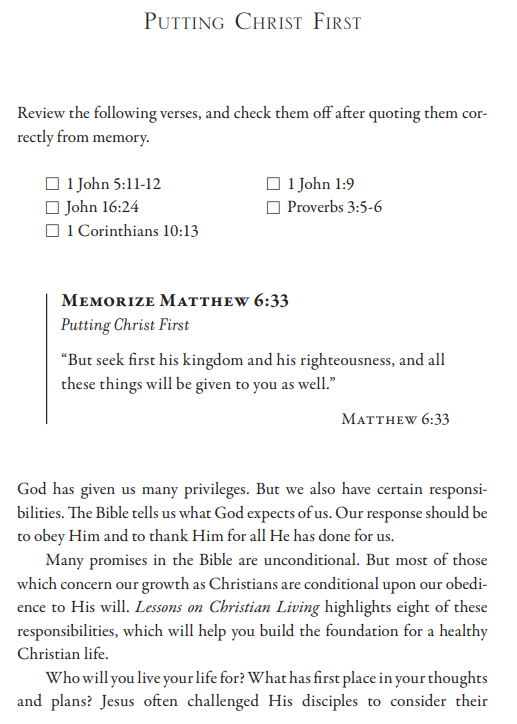 Putting Christ First
Review the following verses, and check them off after quoting them cor-
rectly from memory.
☐ 1 John 5:11-12
☐ John 16:24
☐ 1 Corinthians 10:13
☐ 1 John 1:9
☐ Proverbs 3:5-6
Memorize Matthew 6:33
Putting Christ First
“But seek first his kingdom and his righteousness, and all
these things will be given to you as well.”
Matthew 6:33
God has given us many privileges. But we also have certain responsi-
bilities. The Bible tells us what God expects of us. Our response should be
to obey Him and to thank Him for all He has done for us.
Many promises in the Bible are unconditional. But most of those
which concern our growth as Christians are conditional upon our obedi-
ence to His will. Lessons on Christian Living highlights eight of these
responsibilities, which will help you build the foundation for a healthy
Christian life.
Who will you live your life for? What has first place in your thoughts
and plans? Jesus often challenged His disciples to consider their